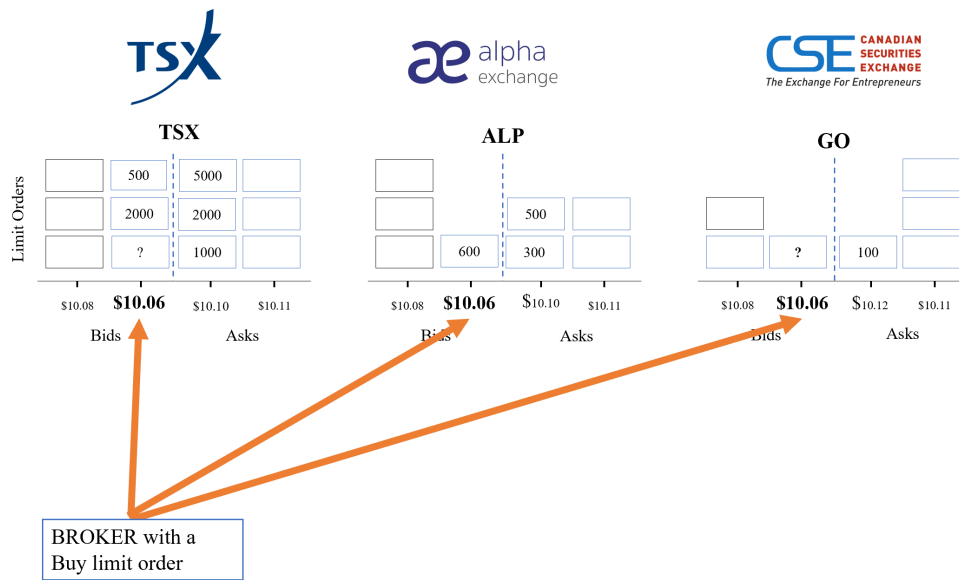 TSX
alpha
exchange
CSE
CANADIAN
SECURITIES
EXCHANGE
The Exchange For Entrepreneurs
TSX
ALP
GO
Limit Orders
500 5000
2000 2000
? 1000
500
600 300
? 100
$10.08 $10.06 $10.10 $10.11
$10.08 $10.06 $10.10 $10.11
$10.08 $10.06 $10.12 $10.11
Bids Asks
Bids Asks
Bids Asks
BROKER with a
Buy limit order